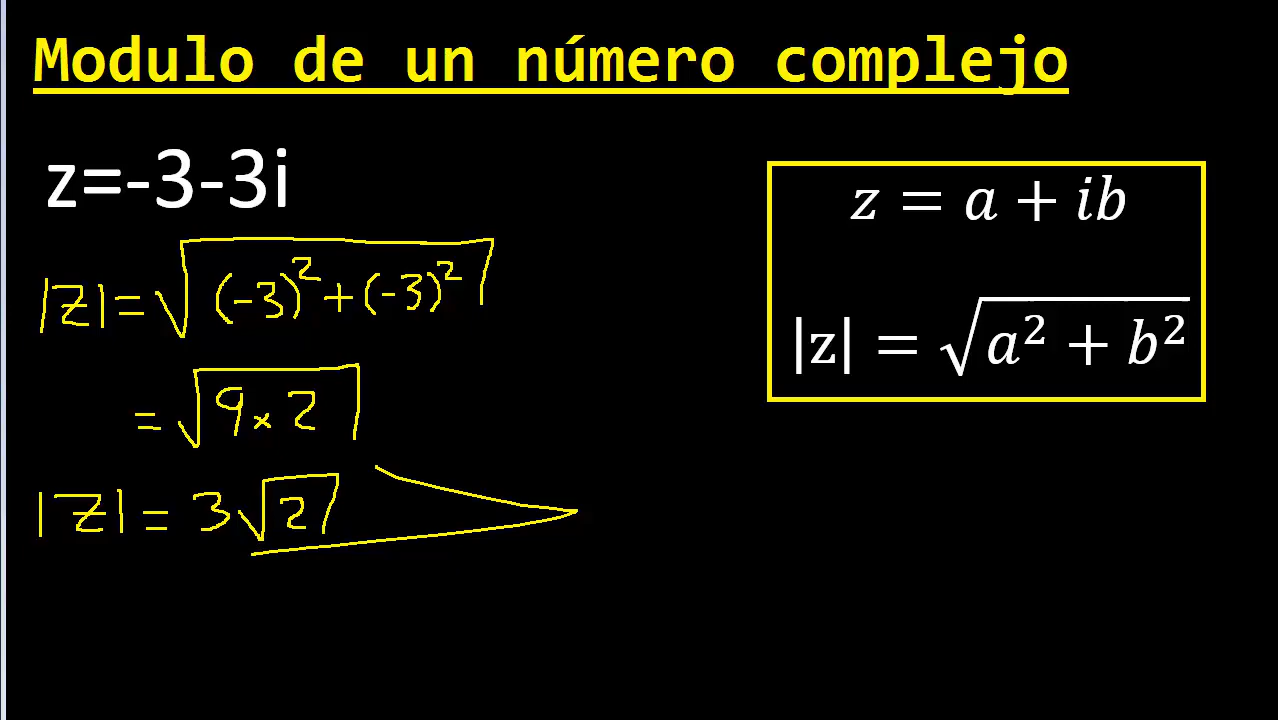 Modulo de un número complejo
z=-3-3i
|Z| = √(-3)² + (-3)²
= √9 x 2
|Z| = 3√2
z = a + ib
|z| = √a² + b²